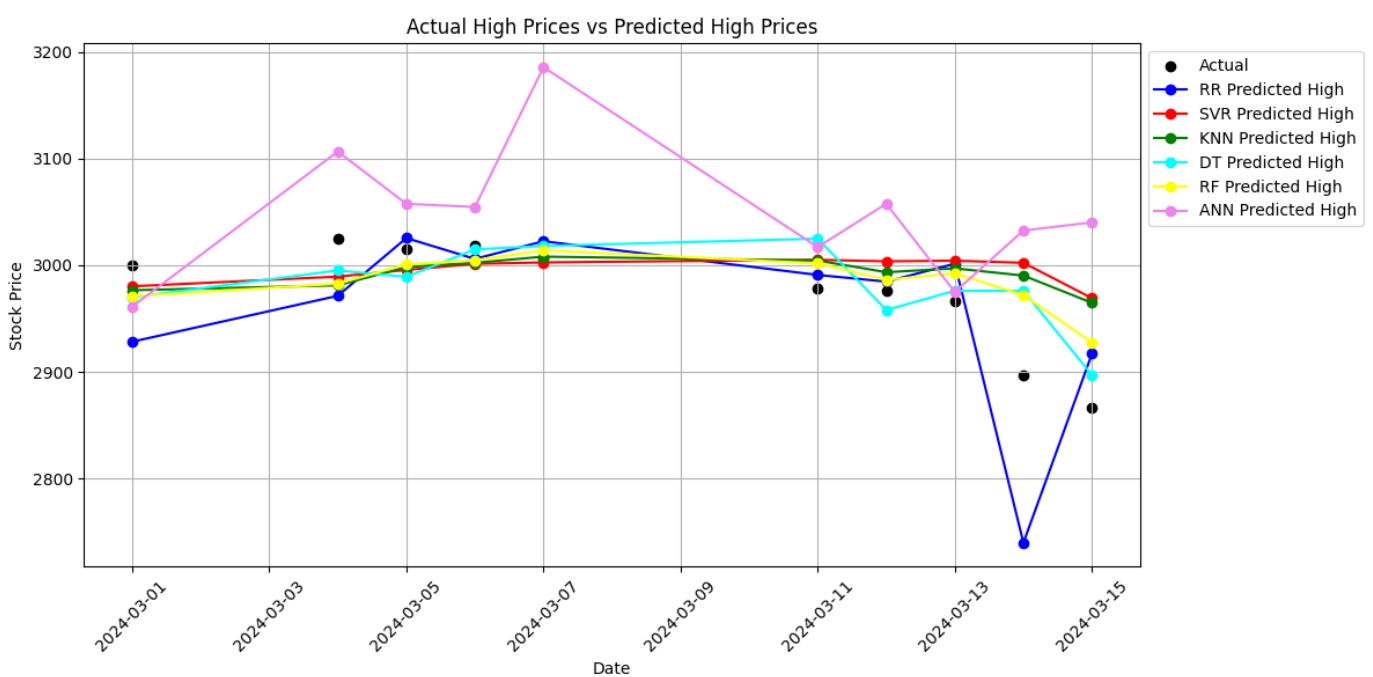 Actual High Prices vs Predicted High Prices
3200
3100
3000
2900
2800
Stock Price
2024-03-01
2024-03-03
2024-03-05
2024-03-07
2024-03-09
2024-03-11
2024-03-13
2024-03-15
Date
Actual
RR Predicted High
SVR Predicted High
KNN Predicted High
DT Predicted High
RF Predicted High
ANN Predicted High